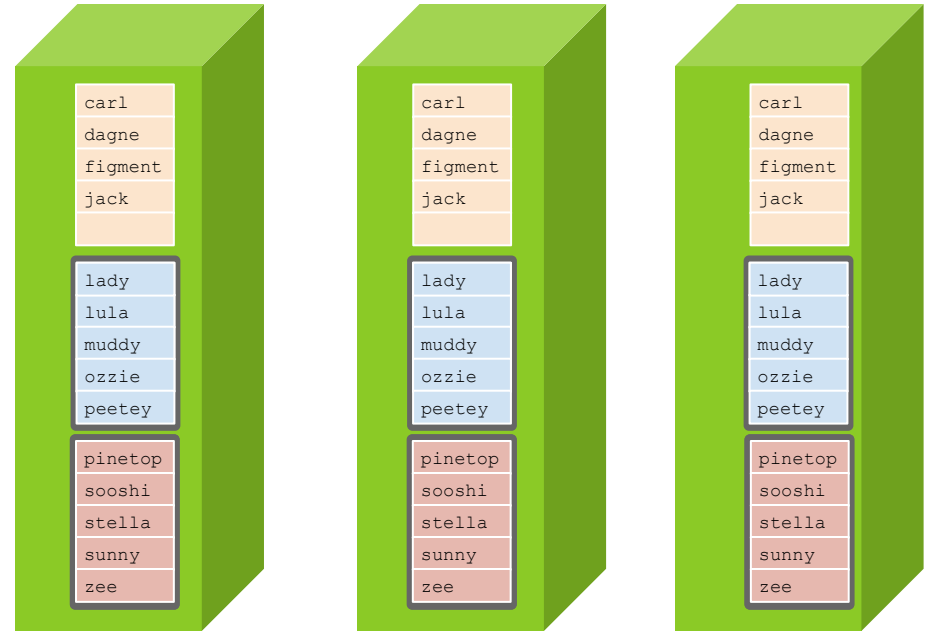 carl
dagne
figment
jack
lady
lula
muddy
ozzie
peetey
pinetop
sooshi
stella
sunny
zee
carl
dagne
figment
jack
lady
lula
muddy
ozzie
peetey
pinetop
sooshi
stella
sunny
zee
carl
dagne
figment
jack
lady
lula
muddy
ozzie
peetey
pinetop
sooshi
stella
sunny
zee